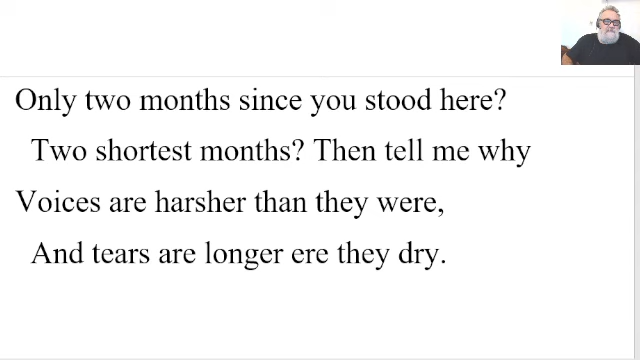 Only two months since you stood here?
Two shortest months? Then tell me why
Voices are harsher than they were,
And tears are longer ere they dry.